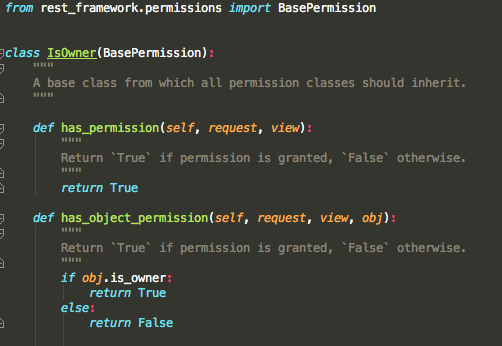 from rest_framework.permissions import BasePermission
class IsOwner(BasePermission):
"""
A base class from which all permission classes should inherit.
"""
def has_permission(self, request, view):
"""
Return `True` if permission is granted, `False` otherwise.
"""
return True
def has_object_permission(self, request, view, obj):
"""
Return `True` if permission is granted, `False` otherwise.
"""
if obj.is_owner:
return True
else:
return False